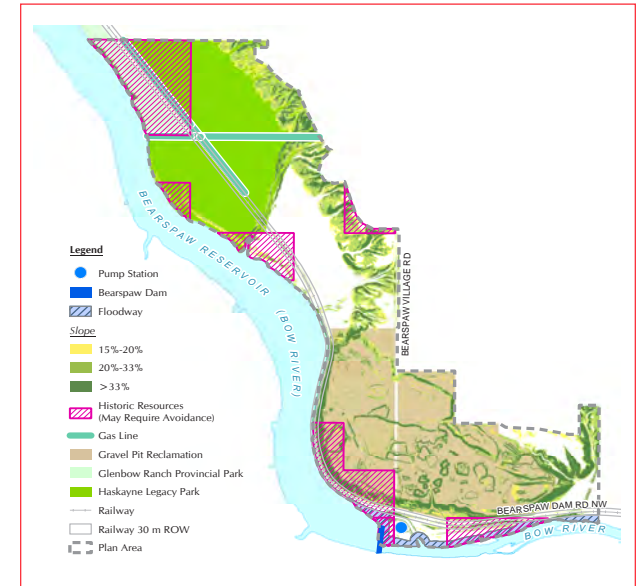 BEARSPAW RESERVOIR
(BOW RIVER)
BEARSPAW VILLAGE RD
Legend
Pump Station
Bearspaw Dam
Floodway
Slope
15%-20%
20%-33%
>33%
Historic Resources
(May Require Avoidance)
Gas Line
Gravel Pit Reclamation
Glenbow Ranch Provincial Park
Haskayne Legacy Park
Railway
Railway 30 m ROW
Plan Area
BEARSPAW DAM RD NW
BOW RIVER